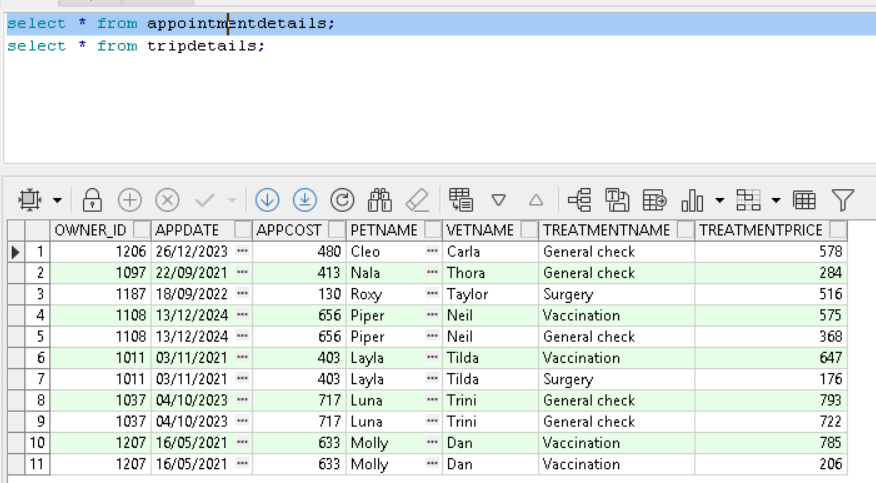 select * from appointmentdetails;
select * from tripdetails;
OWNER_ID APPDATE APPCOST PETNAME VETNAME TREATMENTNAME TREATMENTPRICE
1 1206 26/12/2023 ··· 480 Cleo ··· Carla General check 578
2 1097 22/09/2021 ··· 413 Nala ··· Thora General check 284
3 1187 18/09/2022 ··· 130 Roxy ··· Taylor Surgery 516
4 1108 13/12/2024 ··· 656 Piper ··· Neil Vaccination 575
5 1108 13/12/2024 ··· 656 Piper ··· Neil General check 368
6 1011 03/11/2021 ··· 403 Layla ··· Tilda Vaccination 647
7 1011 03/11/2021 ··· 403 Layla ··· Tilda Surgery 176
8 1037 04/10/2023 ··· 717 Luna ··· Trini General check 793
9 1037 04/10/2023 ··· 717 Luna ··· Trini General check 722
10 1207 16/05/2021 ··· 633 Molly ··· Dan Vaccination 785
11 1207 16/05/2021 ··· 633 Molly ··· Dan Vaccination 206